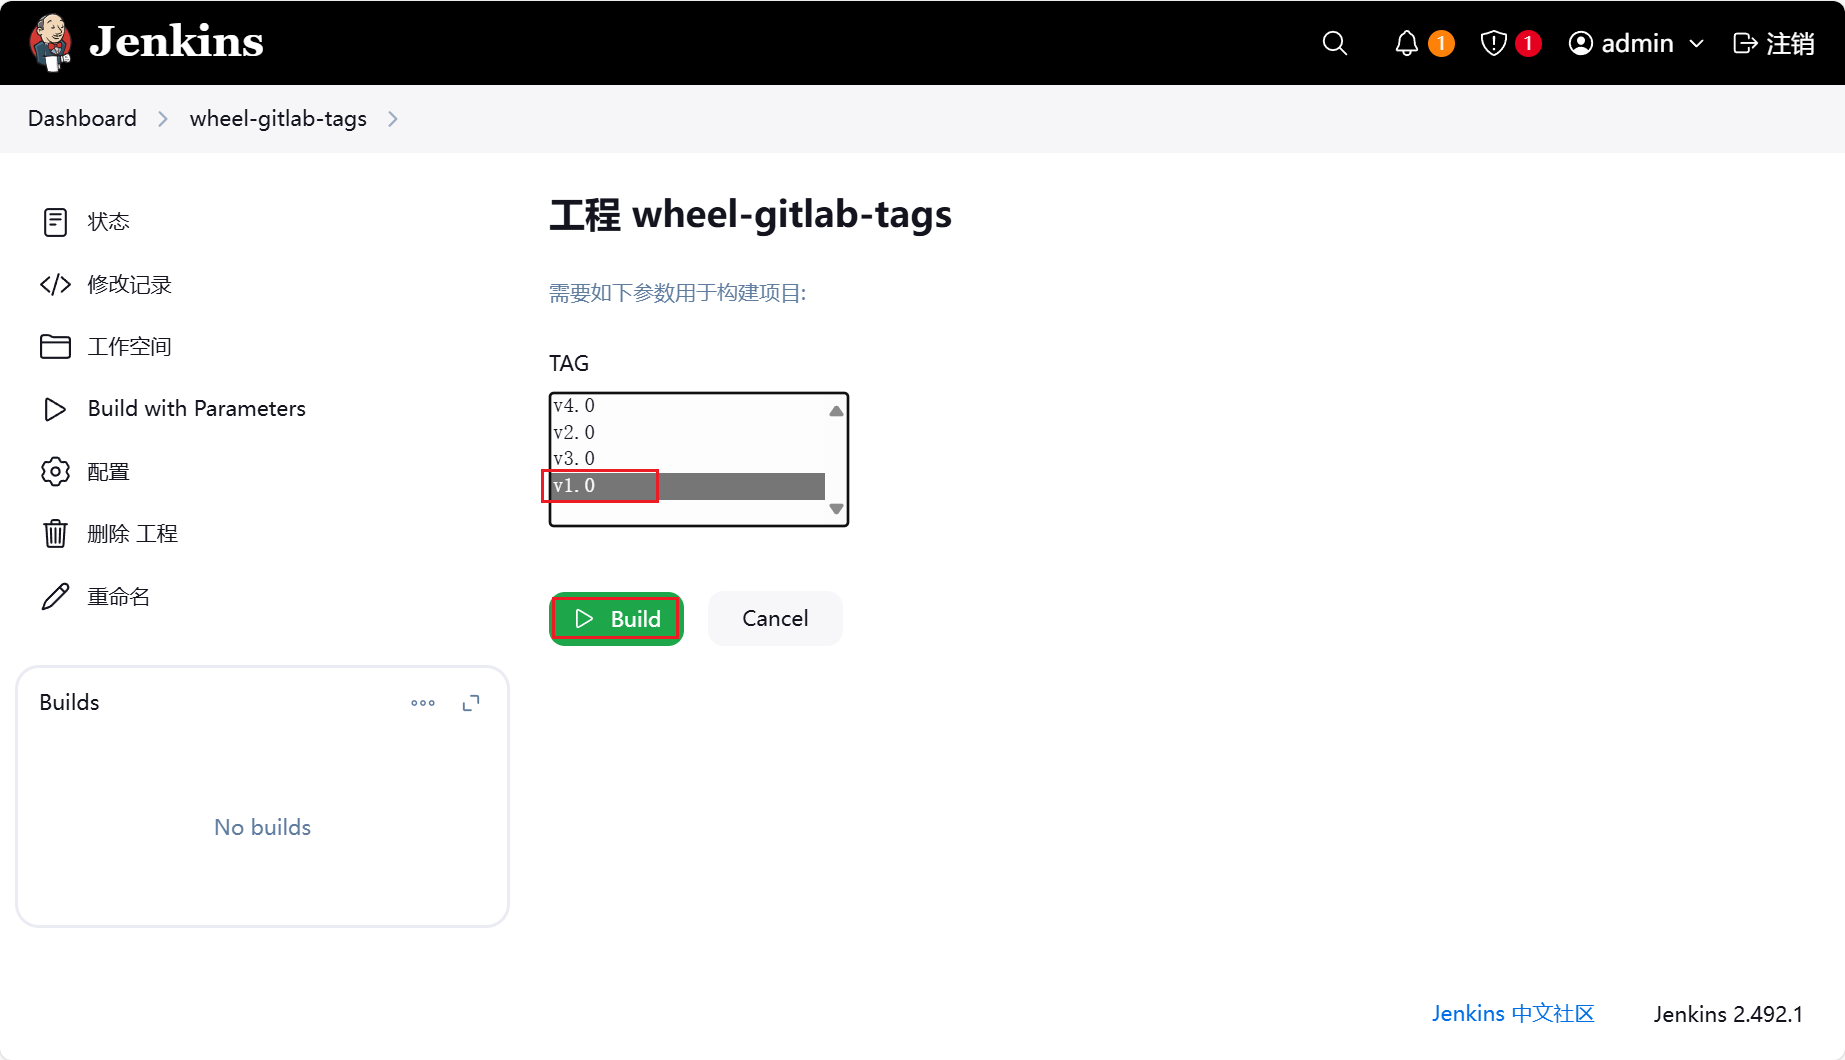 Jenkins
1
1
admin
注销
Dashboard
wheel-gitlab-tags
状态
修改记录
工作空间
Build with Parameters
配置
删除 工程
重命名
工程 wheel-gitlab-tags
需要如下参数用于构建项目:
TAG
v4.0
v2.0
v3.0
v1.0
Build
Cancel
Builds
No builds
Jenkins 中文社区
Jenkins 2.492.1